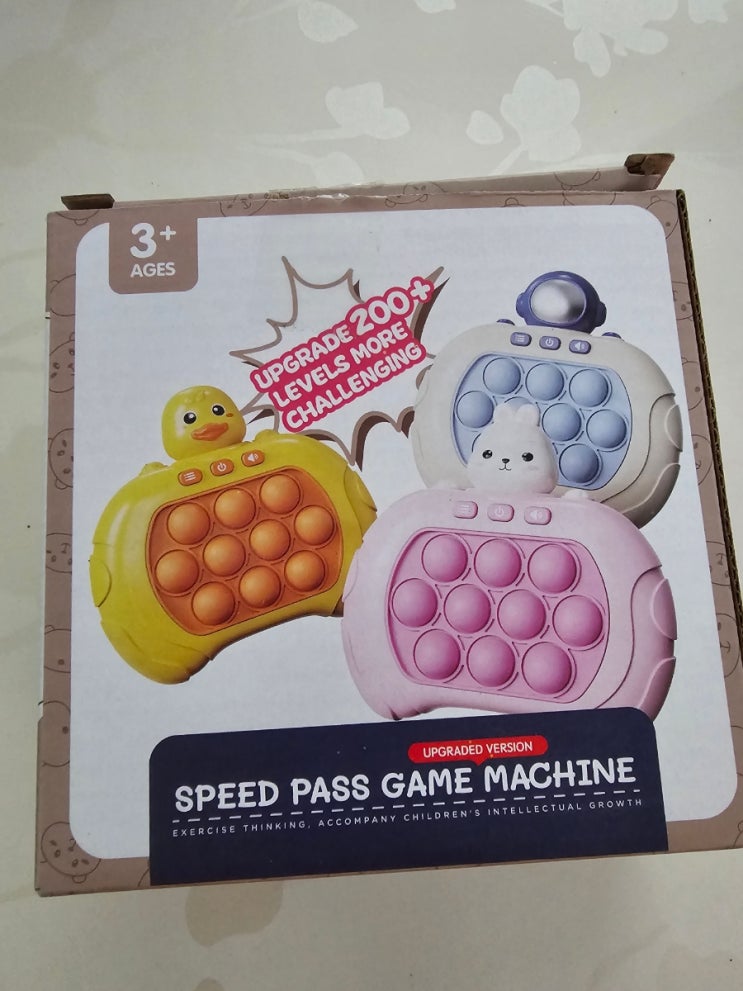 3+
AGES
UPGRADE 200+
LEVELS MORE
CHALLENGING
UPGRADED VERSION
SPEED PASS GAME MACHINE
EXERCISE THINKING, ACCOMPANY CHILDREN'S INTELLECTUAL GROWTH